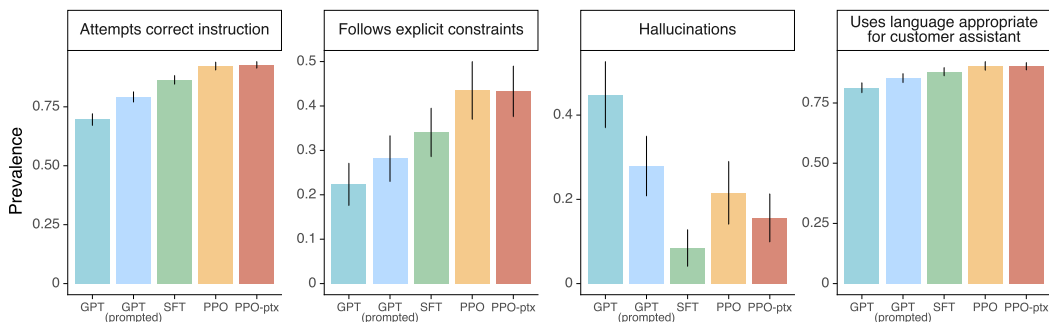 Prevalence
Attempts correct instruction
0.75
0.50
0.25
0
GPT
GPT
(prompted)
SFT
PPO
PPO-ptx
Follows explicit constraints
0.5
0.4
0.3
0.2
0.1
0
GPT
GPT
(prompted)
SFT
PPO
PPO-ptx
Hallucinations
0.4
0.2
0
GPT
GPT
(prompted)
SFT
PPO
PPO-ptx
Uses language appropriate
for customer assistant
0.75
0.50
0.25
0
GPT
GPT
(prompted)
SFT
PPO
PPO-ptx